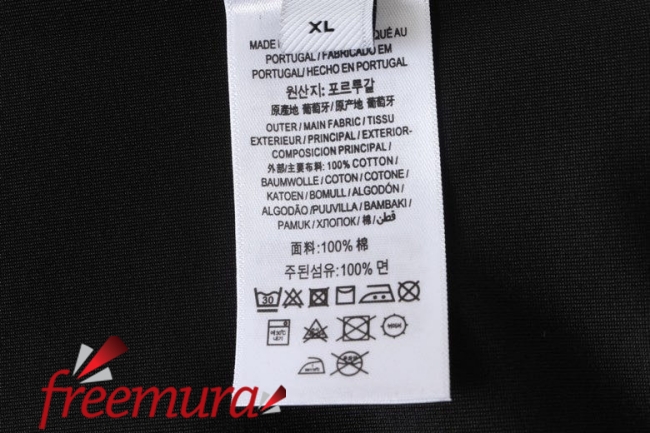 XL
MADE QUÉ AU
PORTUGAL / FABRICADO EM
PORTUGAL/ HECHO EN PORTUGAL
원산지: 포르투갈
原產地 葡萄牙 / 原产地 葡萄牙
OUTER / MAIN FABRIC / TISSU
EXTERIEUR / PRINCIPAL / EXTERIOR-
COMPOSICION PRINCIPAL /
外部/主要布料: 100% COTTON /
BAUMWOLLE / COTON / COTONE /
KATOEN / BOMULL / ALGODÓN /
ALGODÃO /PUUVILLA / BAMBAKI /
PAMUK / ХЛОПОК / 棉 / قطن /
面料:100% 棉
주된섬유:100% 면
30
freemura